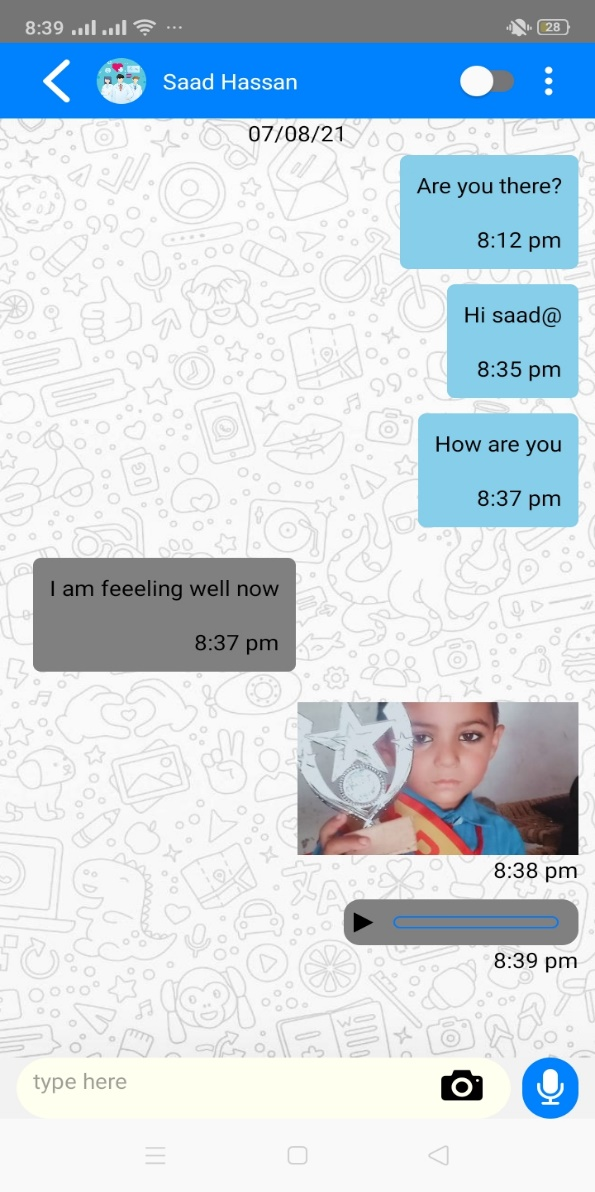 8:39
28
Saad Hassan
07/08/21
Are you there?
8:12 pm
Hi saad@
8:35 pm
How are you
8:37 pm
I am feeeling well now
8:37 pm
8:38 pm
8:39 pm
type here